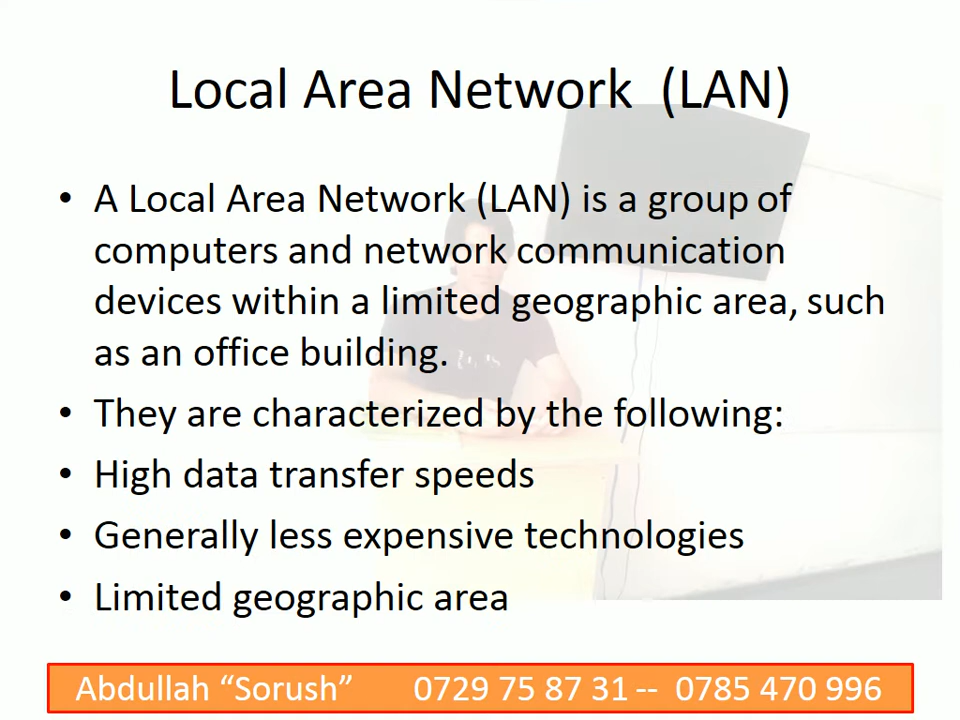 Local Area Network  (LAN)
• A Local Area Network (LAN) is a group of
computers and network communication
devices within a limited geographic area, such
as an office building.
• They are characterized by the following:
• High data transfer speeds
• Generally less expensive technologies
• Limited geographic area
Abdullah “Sorush”  0729 75 87 31 --  0785 470 996